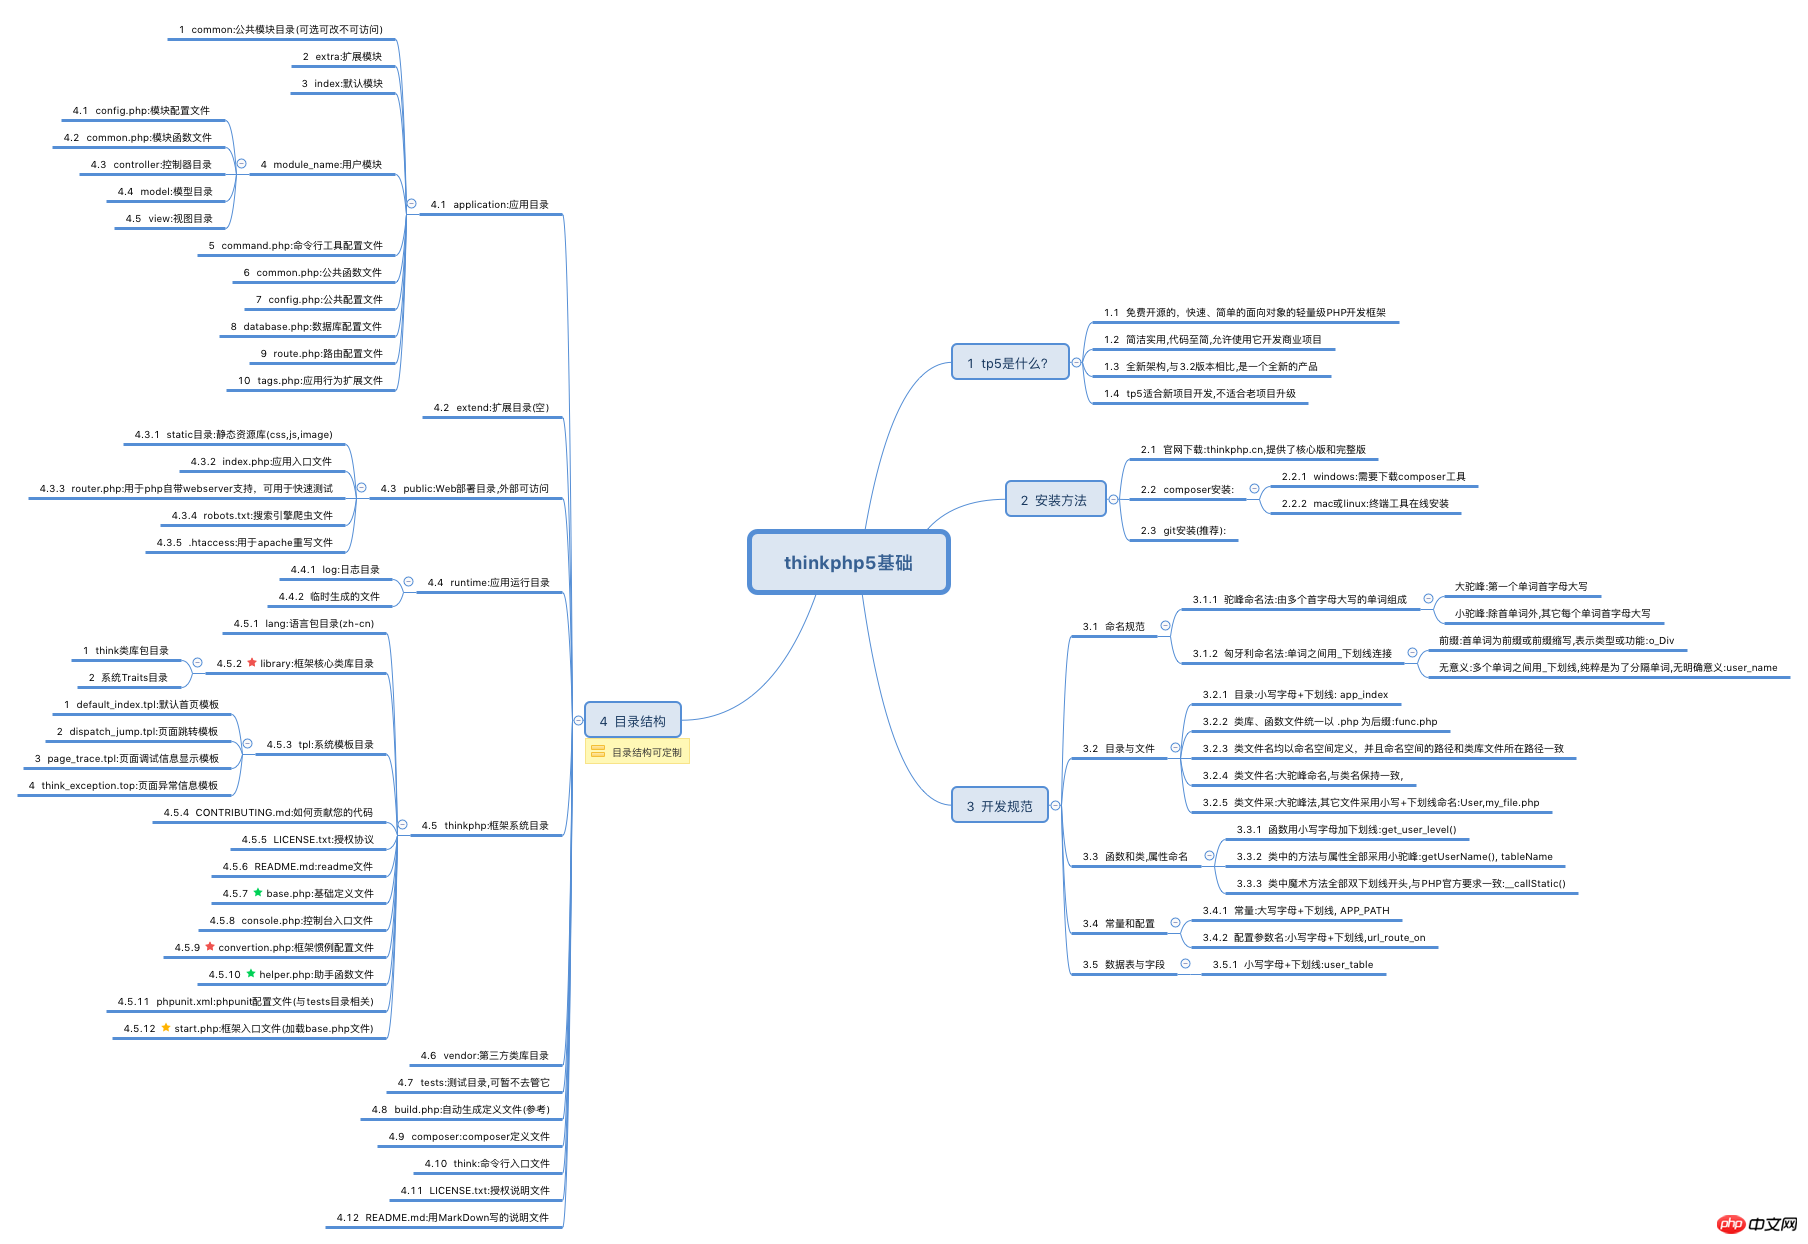 thinkphp5基础
1 tp5是什么?
1.1 免费开源的，快速、简单的面向对象的轻量级PHP开发框架
1.2 简洁实用,代码至简,允许使用它开发商业项目
1.3 全新架构,与3.2版本相比,是一个全新的产品
1.4 tp5适合新项目开发,不适合老项目升级
2 安装方法
2.1 官网下载:thinkphp.cn,提供了核心版和完整版
2.2 composer安装:
2.2.1 windows:需要下载composer工具
2.2.2 mac或linux:终端工具在线安装
2.3 git安装(推荐):
3 开发规范
3.1 命名规范
3.1.1 驼峰命名法:由多个首字母大写的单词组成
大驼峰:第一个单词首字母大写
小驼峰:除首单词外,其它每个单词首字母大写
3.1.2 匈牙利命名法:单词之间用_下划线连接
前缀:首单词为前缀或前缀缩写,表示类型或功能:o_Div
无意义:多个单词之间用_下划线,纯粹是为了分隔单词,无明确意义:user_name
3.2 目录与文件
3.2.1 目录:小写字母+下划线: app_index
3.2.2 类库、函数文件统一以 .php 为后缀:func.php
3.2.3 类文件名均以命名空间定义，并且命名空间的路径和类库文件所在路径一致
3.2.4 类文件名:大驼峰命名,与类名保持一致,
3.2.5 类文件采:大驼峰法,其它文件采用小写+下划线命名:User,my_file.php
3.3 函数和类,属性命名
3.3.1 函数用小写字母加下划线:get_user_level()
3.3.2 类中的方法与属性全部采用小驼峰:getUserName(), tableName
3.3.3 类中魔术方法全部双下划线开头,与PHP官方要求一致:__callStatic()
3.4 常量和配置
3.4.1 常量:大写字母+下划线, APP_PATH
3.4.2 配置参数名:小写字母+下划线,url_route_on
3.5 数据表与字段
3.5.1 小写字母+下划线:user_table
4 目录结构
目录结构可定制
4.1 application:应用目录
1 common:公共模块目录(可选可改不可访问)
2 extra:扩展模块
3 index:默认模块
4 module_name:用户模块
4.1 config.php:模块配置文件
4.2 common.php:模块函数文件
4.3 controller:控制器目录
4.4 model:模型目录
4.5 view:视图目录
5 command.php:命令行工具配置文件
6 common.php:公共函数文件
7 config.php:公共配置文件
8 database.php:数据库配置文件
9 route.php:路由配置文件
10 tags.php:应用行为扩展文件
4.2 extend:扩展目录(空)
4.3 public:Web部署目录,外部可访问
4.3.1 static目录:静态资源库(css,js,image)
4.3.2 index.php:应用入口文件
4.3.3 router.php:用于php自带webserver支持，可用于快速测试
4.3.4 robots.txt:搜索引擎爬虫文件
4.3.5 .htaccess:用于apache重写文件
4.4 runtime:应用运行目录
4.4.1 log:日志目录
4.4.2 临时生成的文件
4.5 thinkphp:框架系统目录
4.5.1 lang:语言包目录(zh-cn)
4.5.2 library:框架核心类库目录
1 think类库包目录
2 系统Traits目录
4.5.3 tpl:系统模板目录
1 default_index.tpl:默认首页模板
2 dispatch_jump.tpl:页面跳转模板
3 page_trace.tpl:页面调试信息显示模板
4 think_exception.top:页面异常信息模板
4.5.4 CONTRIBUTING.md:如何贡献您的代码
4.5.5 LICENSE.txt:授权协议
4.5.6 README.md:readme文件
4.5.7 base.php:基础定义文件
4.5.8 console.php:控制台入口文件
4.5.9 convertion.php:框架惯例配置文件
4.5.10 helper.php:助手函数文件
4.5.11 phpunit.xml:phpunit配置文件(与tests目录相关)
4.5.12 start.php:框架入口文件(加载base.php文件)
4.6 vendor:第三方类库目录
4.7 tests:测试目录,可暂不去管它
4.8 build.php:自动生成定义文件(参考)
4.9 composer:composer定义文件
4.10 think:命令行入口文件
4.11 LICENSE.txt:授权说明文件
4.12 README.md:用MarkDown写的说明文件
php 中文网